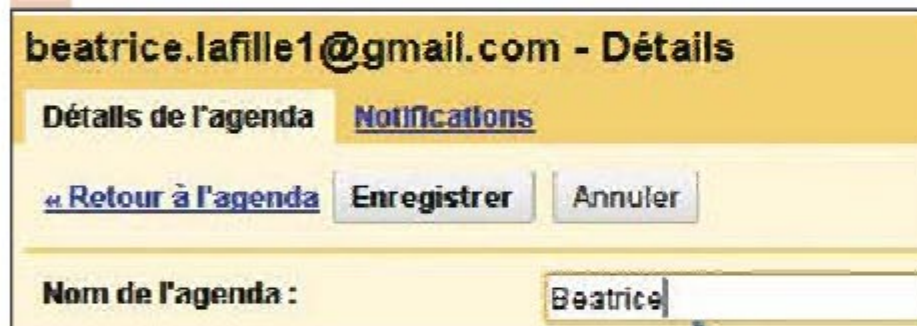 beatrice.lafille1@gmail.com - Détails
Détails de l'agenda Notifications
« Retour à l'agenda Enregistrer Annuler
Nom de l'agenda : Beatrice